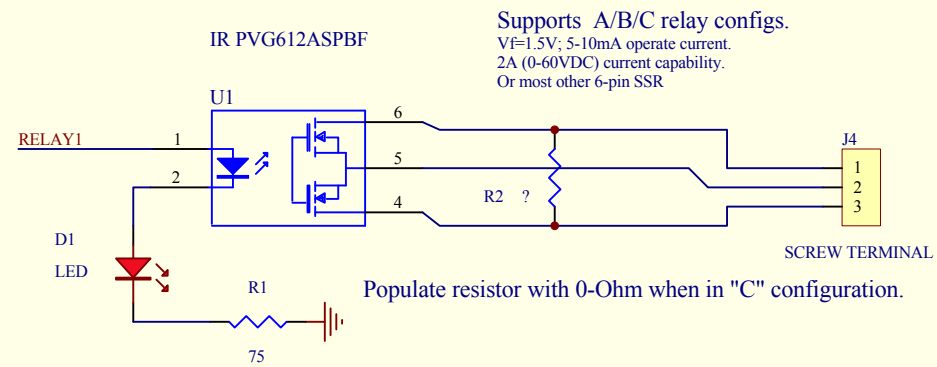 Supports A/B/C relay configs.
IR PVG612ASPBF
Vf=1.5V; 5-10mA operate current.
2A (0-60VDC) current capability.
Or most other 6-pin SSR
U1
6
RELAY1
1
J4
5
1
2
R2 ?
2
4
3
D1
SCREW TERMINAL
LED
R1
Populate resistor with 0-Ohm when in "C" configuration.
75